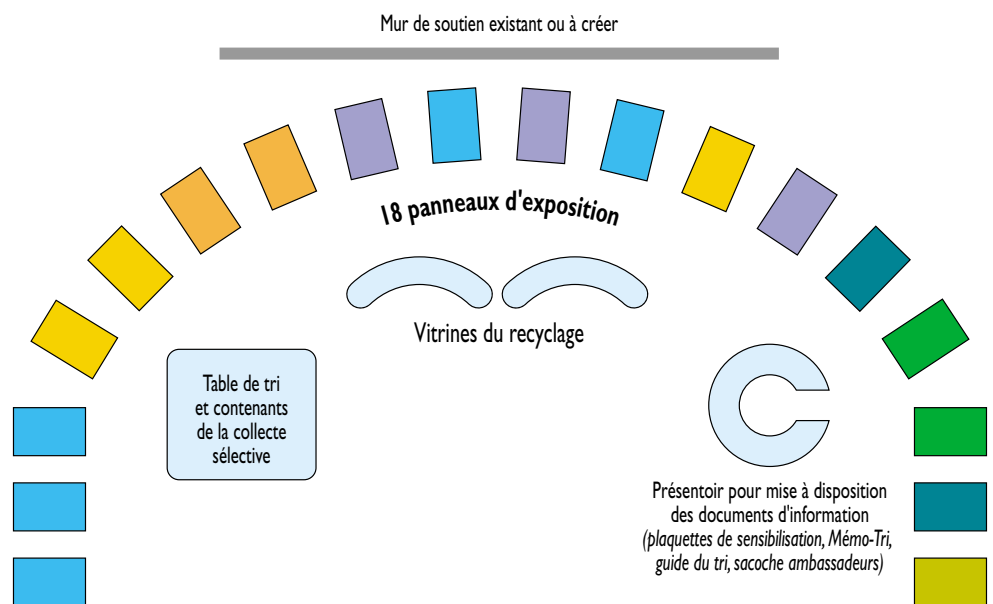 Mur de soutien existant ou à créer
18 panneaux d'exposition
Vitrines du recyclage
Table de tri
et contenants
de la collecte
sélective
Présentoir pour mise à disposition
des documents d'information
(plaquettes de sensibilisation, Mémo-Tri,
guide du tri, sacoche ambassadeurs)